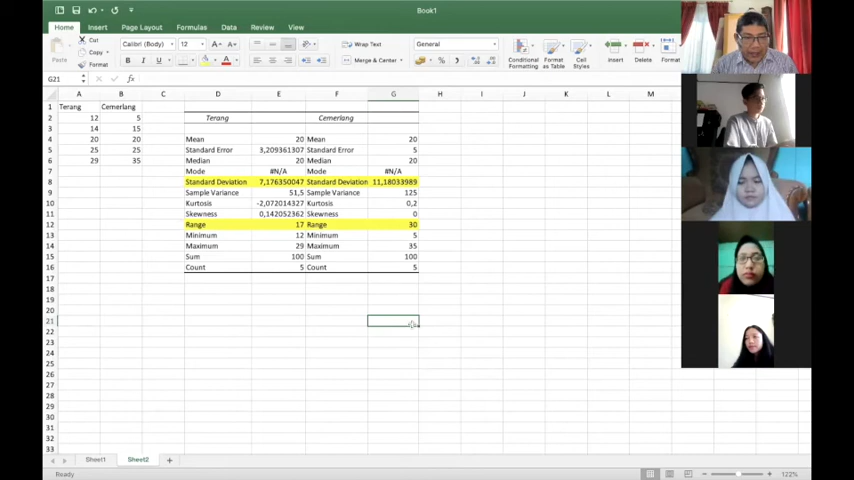 Book1
Home Insert Page Layout Formulas Data Review View
Cut
Copy
Format
Paste
Calibri (Body) 12 A A
B I U A
Wrap Text
Merge & Center
General
%
Conditional Formatting
Format as Table
Cell Styles
Insert Delete Format
G21 fx
A B C D E F G H I J K L M
1 Terang Cemerlang
2 12 5 Terang Cemerlang
3 14 15
4 20 20 Mean 20 Mean 20
5 25 25 Standard Error 3,209361307 Standard Error 5
6 29 35 Median 20 Median 20
7 Mode #N/A Mode #N/A
8 Standard Deviation 7,176350047 Standard Deviation 11,18033989
9 Sample Variance 51,5 Sample Variance 125
10 Kurtosis -2,072014327 Kurtosis 0,2
11 Skewness 0,142052362 Skewness 0
12 Range 17 Range 30
13 Minimum 12 Minimum 5
14 Maximum 29 Maximum 35
15 Sum 100 Sum 100
16 Count 5 Count 5
17
18
19
20
21
22
23
24
25
26
27
28
29
30
31
32
33
Sheet1 Sheet2 +
Ready 122%